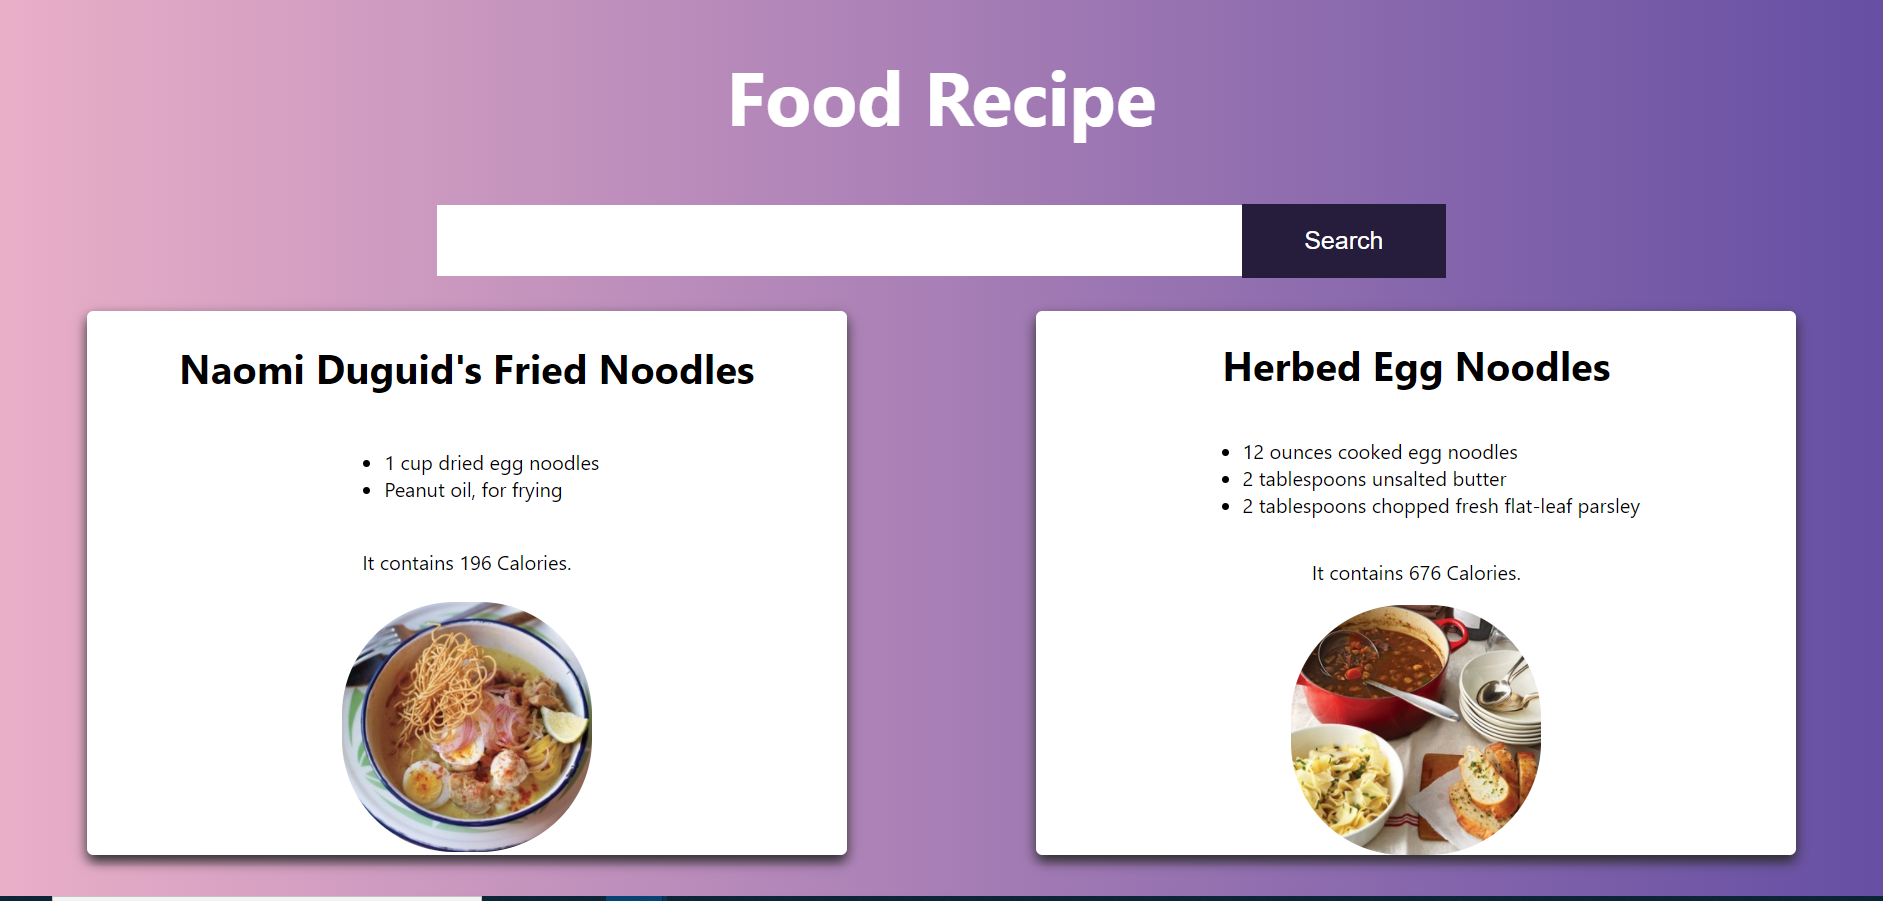 Food Recipe
Search
Naomi Duguid's Fried Noodles
1 cup dried egg noodles
Peanut oil, for frying
It contains 196 Calories.
Herbed Egg Noodles
12 ounces cooked egg noodles
2 tablespoons unsalted butter
2 tablespoons chopped fresh flat-leaf parsley
It contains 676 Calories.